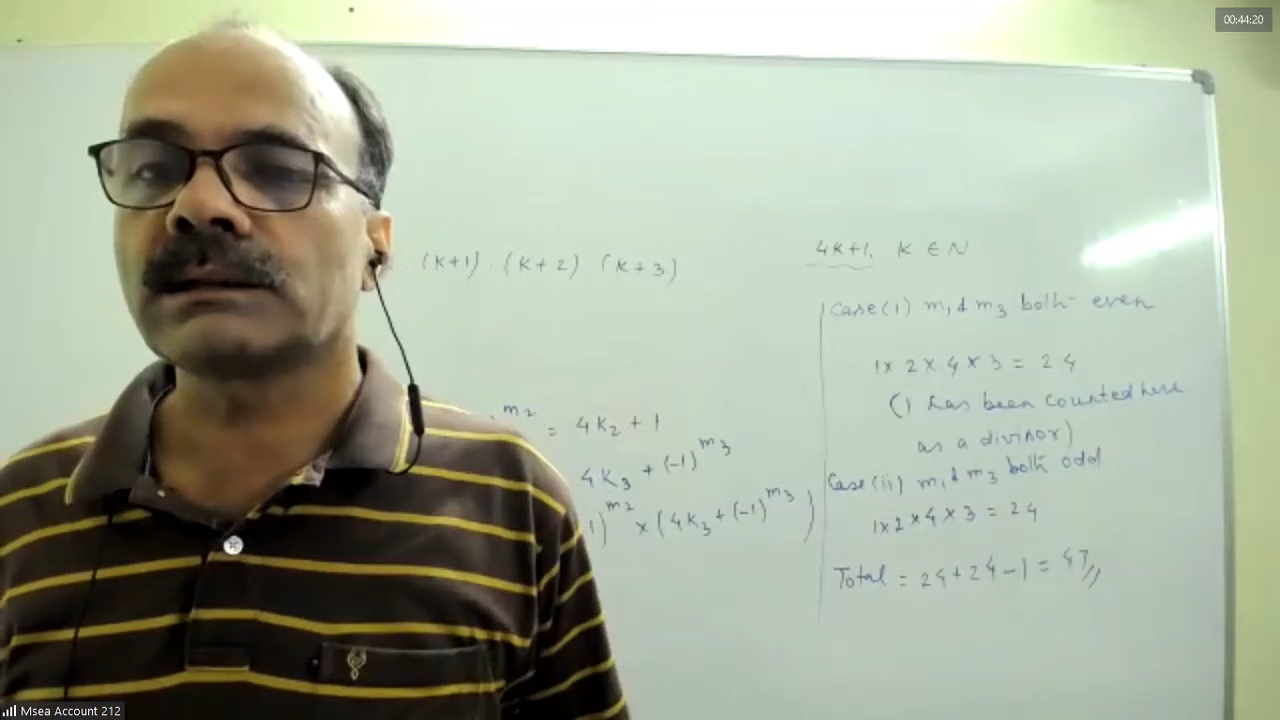 00:44:20
(k+1) . (k+2) (k+3)
m2 = 4k2 + 1
4k3 + (-1)^m3
1)^m2 × (4k3 + (-1)^m3)
4k+1, k ∈ N
Case (i) m1 & m3 both even
1 × 2 × 4 × 3 = 24
(1 has been counted here
as a divisor)
Case (ii) m1 & m3 both odd
1×2×4×3 = 24
Total = 24+24-1 = 47//
Msea Account 212